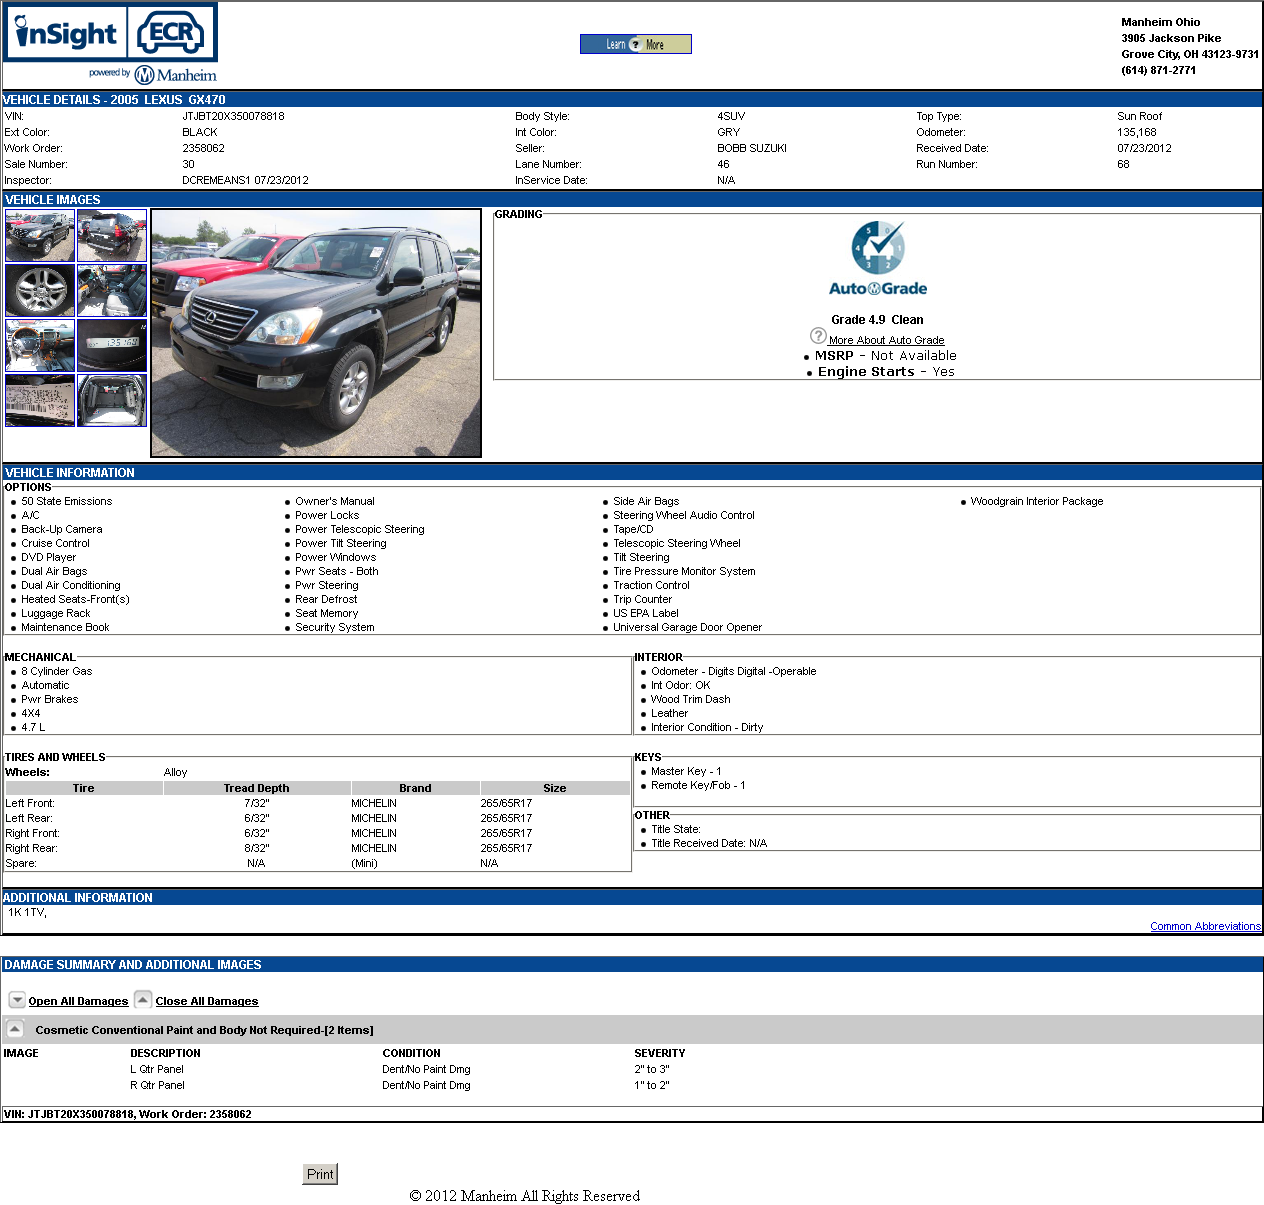 inSight ECR
powered by Manheim
Learn ? More
Manheim Ohio
3905 Jackson Pike
Grove City, OH 43123-9731
(614) 871-2771
VEHICLE DETAILS - 2005 LEXUS GX470
VIN: JTJBT20X350078818 Body Style: 4SUV Top Type: Sun Roof
Ext Color: BLACK Int Color: GRY Odometer: 135,168
Work Order: 2358062 Seller: BOBB SUZUKI Received Date: 07/23/2012
Sale Number: 30 Lane Number: 46 Run Number: 68
Inspector: DCREMEANS1 07/23/2012 InService Date: N/A
VEHICLE IMAGES
135168
GRADING
5 0 1
4
3 2
AutoGrade
Grade 4.9 Clean
? More About Auto Grade
• MSRP - Not Available
• Engine Starts - Yes
VEHICLE INFORMATION
OPTIONS
• 50 State Emissions • Owner's Manual • Side Air Bags • Woodgrain Interior Package
• A/C • Power Locks • Steering Wheel Audio Control
• Back-Up Camera • Power Telescopic Steering • Tape/CD
• Cruise Control • Power Tilt Steering • Telescopic Steering Wheel
• DVD Player • Power Windows • Tilt Steering
• Dual Air Bags • Pwr Seats - Both • Tire Pressure Monitor System
• Dual Air Conditioning • Pwr Steering • Traction Control
• Heated Seats-Front(s) • Rear Defrost • Trip Counter
• Luggage Rack • Seat Memory • US EPA Label
• Maintenance Book • Security System • Universal Garage Door Opener
MECHANICAL
• 8 Cylinder Gas
• Automatic
• Pwr Brakes
• 4X4
• 4.7 L
INTERIOR
• Odometer - Digits Digital -Operable
• Int Odor: OK
• Wood Trim Dash
• Leather
• Interior Condition - Dirty
TIRES AND WHEELS
Wheels: Alloy
Tire Tread Depth Brand Size
Left Front: 7/32" MICHELIN 265/65R17
Left Rear: 6/32" MICHELIN 265/65R17
Right Front: 6/32" MICHELIN 265/65R17
Right Rear: 8/32" MICHELIN 265/65R17
Spare: N/A (Mini) N/A
KEYS
• Master Key - 1
• Remote Key/Fob - 1
OTHER
• Title State:
• Title Received Date: N/A
ADDITIONAL INFORMATION
1K 1TV,
Common Abbreviations
DAMAGE SUMMARY AND ADDITIONAL IMAGES
Open All Damages Close All Damages
Cosmetic Conventional Paint and Body Not Required-[2 Items]
IMAGE DESCRIPTION CONDITION SEVERITY
L Qtr Panel Dent/No Paint Dmg 2" to 3"
R Qtr Panel Dent/No Paint Dmg 1" to 2"
VIN: JTJBT20X350078818, Work Order: 2358062
Print
© 2012 Manheim All Rights Reserved